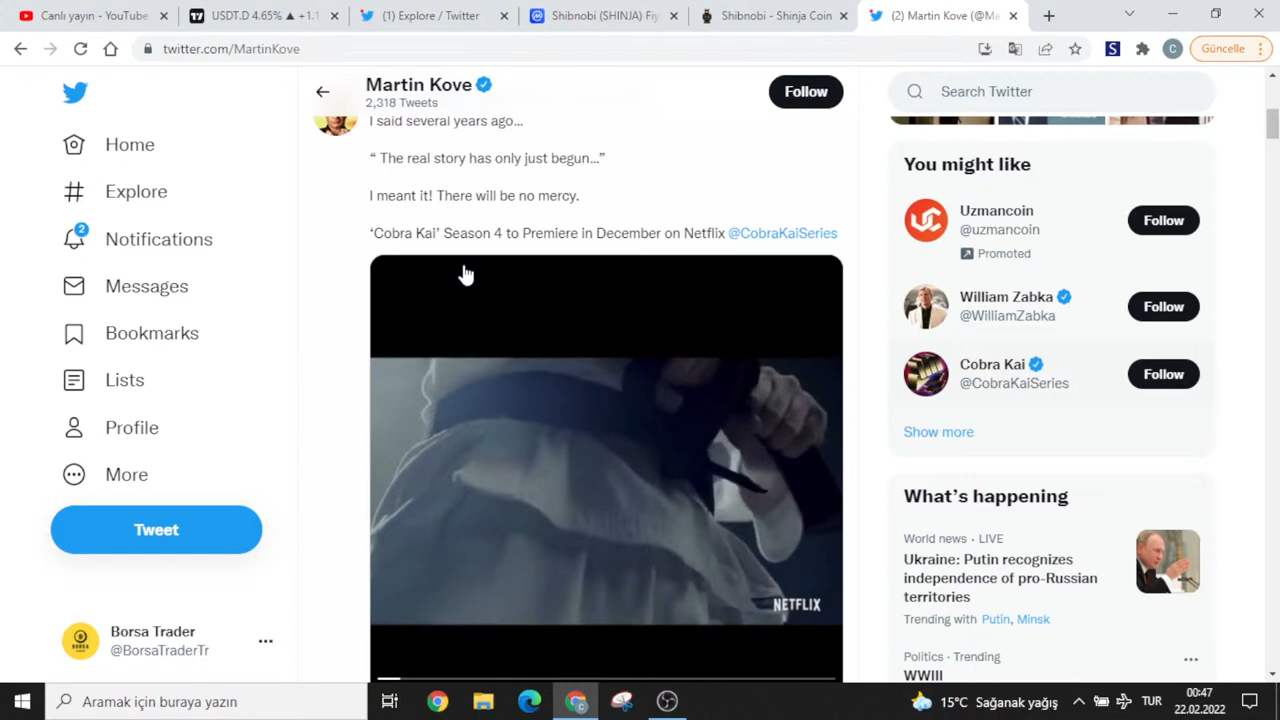 Canlı yayın - YouTube
USDT.D 4.65% ▲ +1.1
(1) Explore / Twitter
Shibnobi (SHINJA) Fiy
Shibnobi - Shinja Coin
(2) Martin Kove (@Ma
twitter.com/MartinKove
S
C
Güncelle
Home
Explore
2
Notifications
Messages
Bookmarks
Lists
Profile
More
Tweet
Borsa Trader
@BorsaTraderTr
Martin Kove
2,318 Tweets
Follow
I said several years ago...
“ The real story has only just begun...”
I meant it! There will be no mercy.
‘Cobra Kai’ Season 4 to Premiere in December on Netflix @CobraKaiSeries
NETFLIX
Search Twitter
You might like
Uzmancoin
@uzmancoin
Follow
Promoted
William Zabka
@WilliamZabka
Follow
Cobra Kai
@CobraKaiSeries
Follow
Show more
What’s happening
World news · LIVE
Ukraine: Putin recognizes
independence of pro-Russian
territories
Trending with Putin, Minsk
Politics · Trending
WWIII
Aramak için buraya yazın
15°C Sağanak yağış
TUR
00:47
22.02.2022